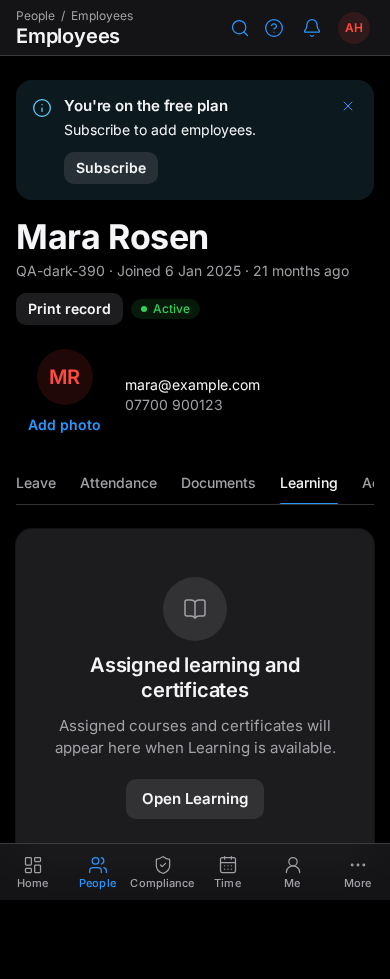 People / Employees
Employees
AH
You're on the free plan
Subscribe to add employees.
Subscribe
Mara Rosen
QA-dark-390 · Joined 6 Jan 2025 · 21 months ago
Print record
Active
MR
Add photo
mara@example.com
07700 900123
Leave Attendance Documents Learning
Assigned learning and
certificates
Assigned courses and certificates will
appear here when Learning is available.
Open Learning
Home People Compliance Time Me More